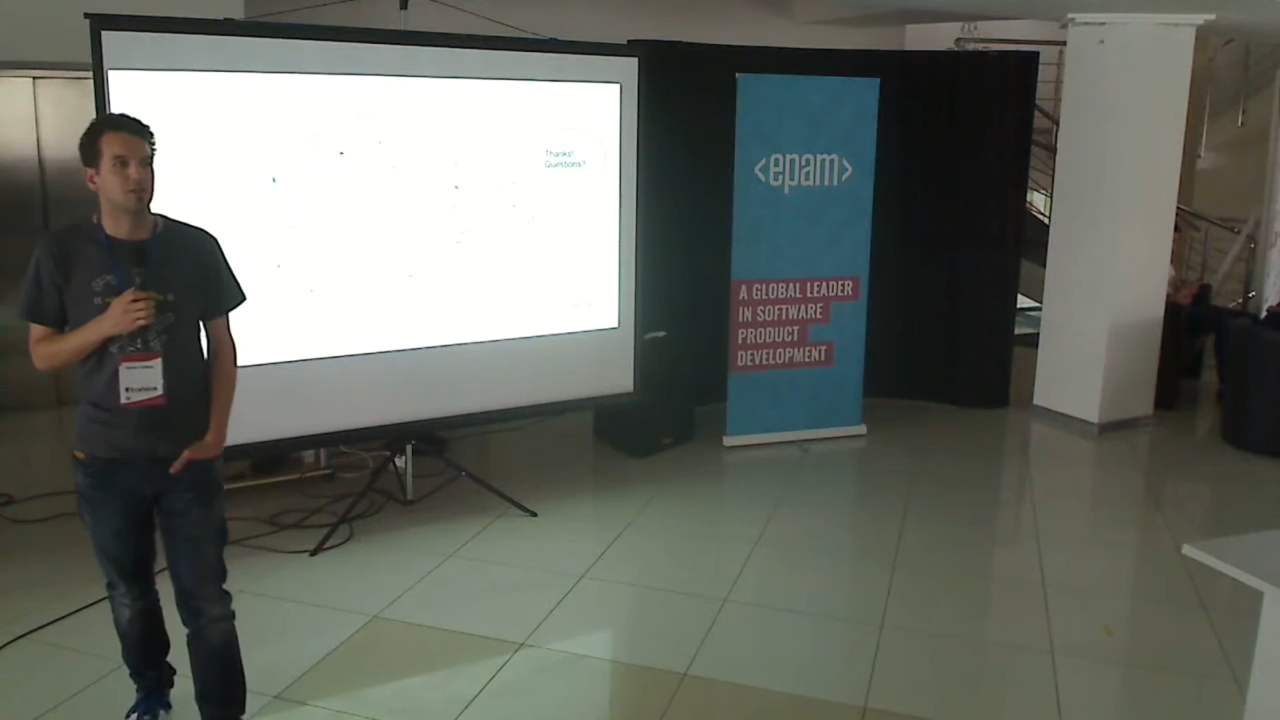 Thanks!
Questions?
<epam>
A GLOBAL LEADER
IN SOFTWARE
PRODUCT
DEVELOPMENT